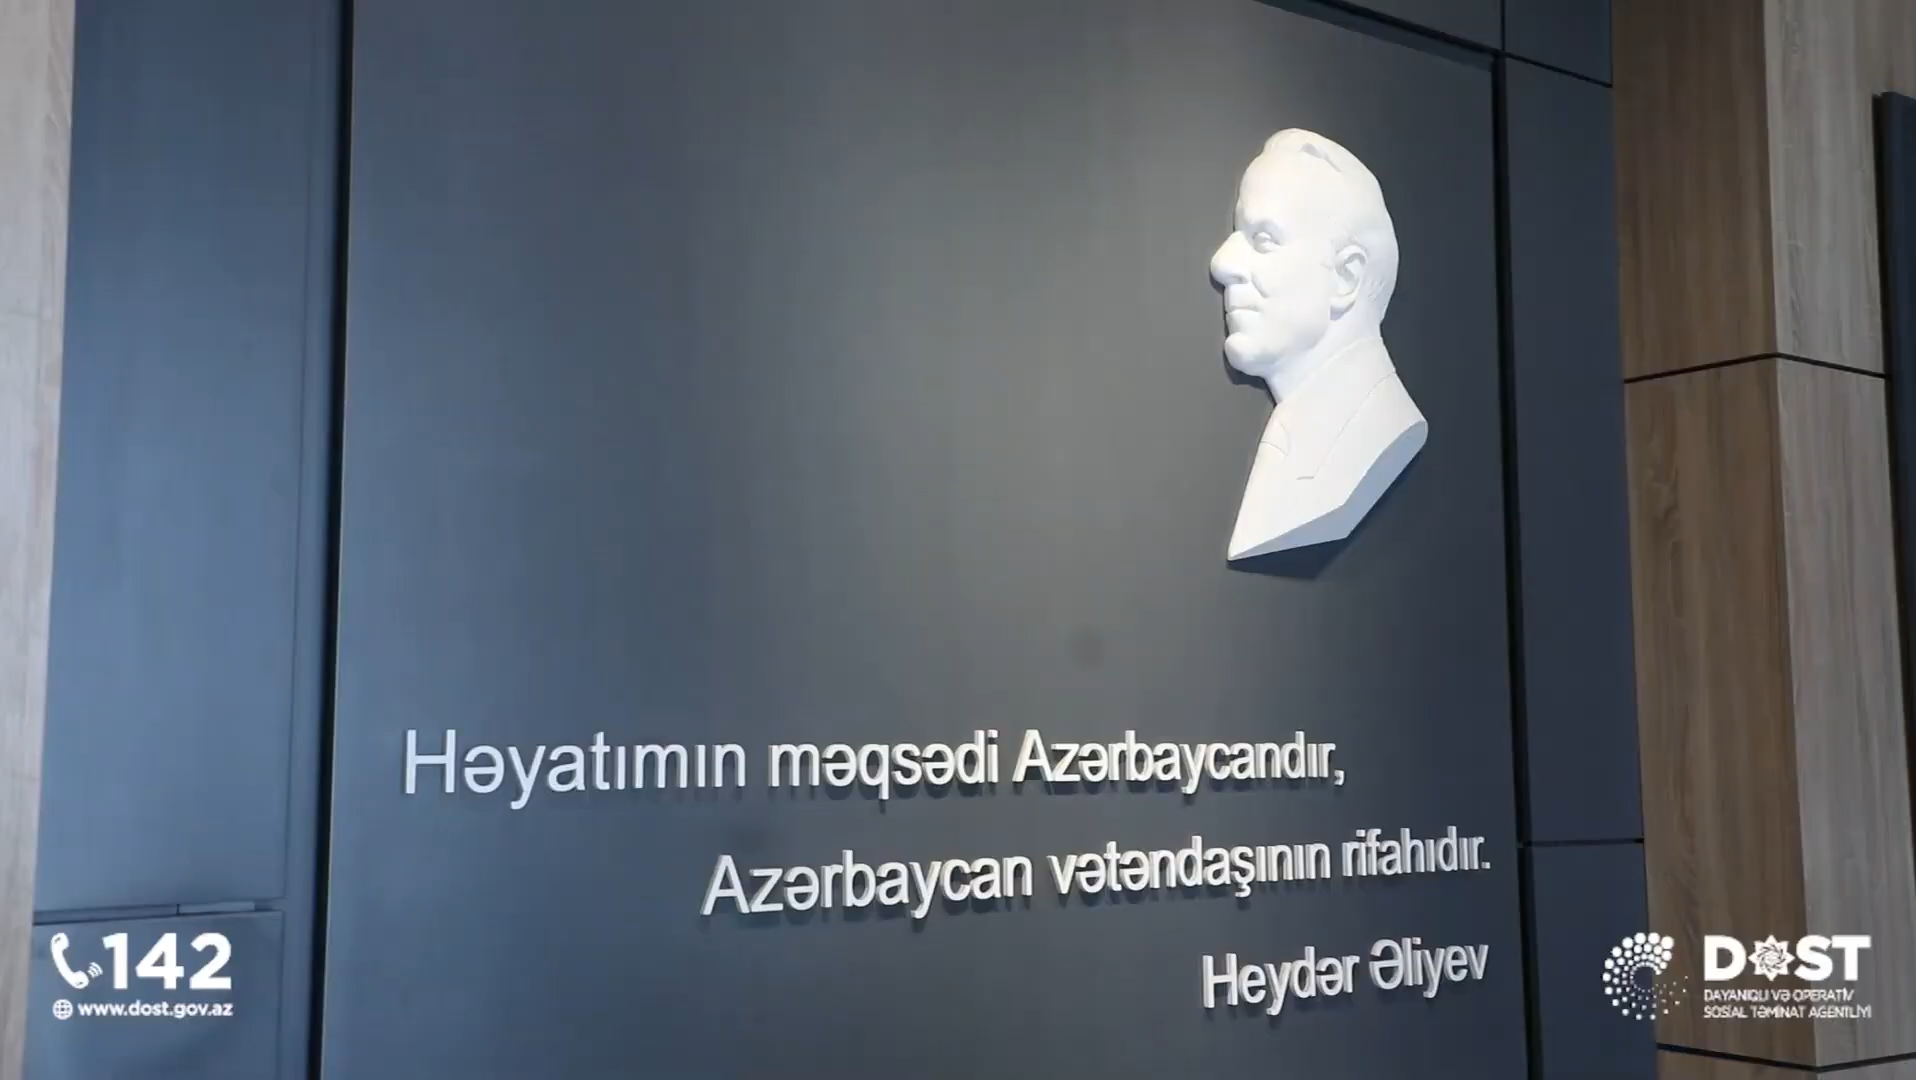 Həyatımın məqsədi Azərbaycandır,
Azərbaycan vətəndaşının rifahıdır.
Heydər Əliyev
142
www.dost.gov.az
DOST
DAYANIQLI VƏ OPERATİV
SOSİAL TƏMİNAT AGENTLİYİ